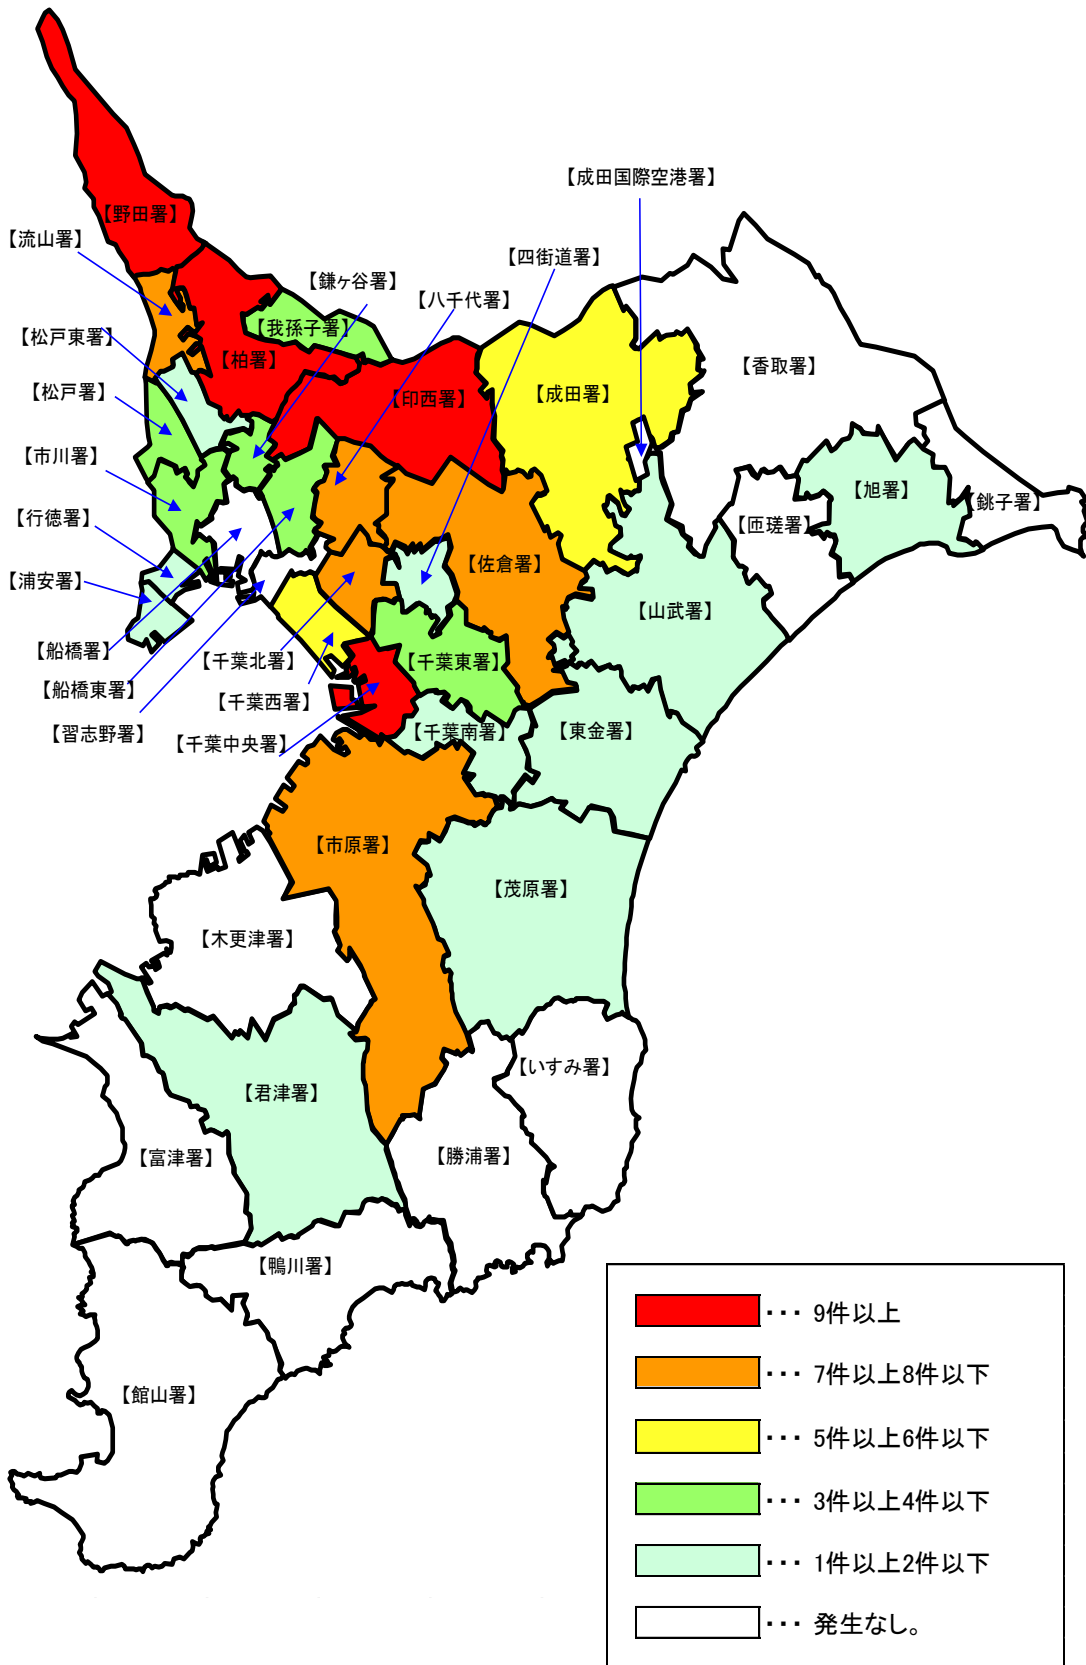 【成田国際空港署】
【野田署】
【流山署】
【四街道署】
【鎌ヶ谷署】
【八千代署】
【我孫子署】
【松戸東署】
【柏署】
【香取署】
【松戸署】
【印西署】
【成田署】
【市川署】
【旭署】
【銚子署】
【行徳署】
【匝瑳署】
【佐倉署】
【浦安署】
【山武署】
【船橋署】
【千葉北署】
【千葉東署】
【船橋東署】
【千葉西署】
【習志野署】
【千葉中央署】
【千葉南署】
【東金署】
【市原署】
【茂原署】
【木更津署】
【いすみ署】
【君津署】
【富津署】
【勝浦署】
【鴨川署】
【館山署】
・・・ 9件以上
・・・ 7件以上8件以下
・・・ 5件以上6件以下
・・・ 3件以上4件以下
・・・ 1件以上2件以下
・・・ 発生なし。